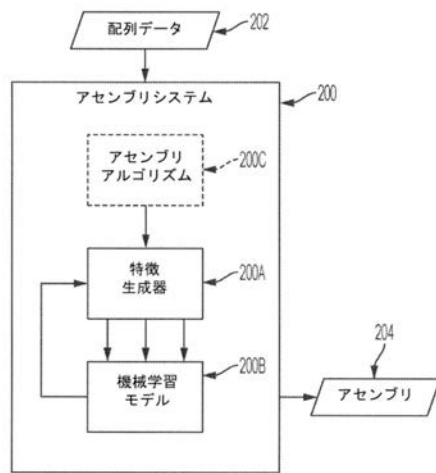 配列データ
202
アセンブリシステム
200
アセンブリ
アルゴリズム
200C
特徴
生成器
200A
204
機械学習
モデル
200B
アセンブリ